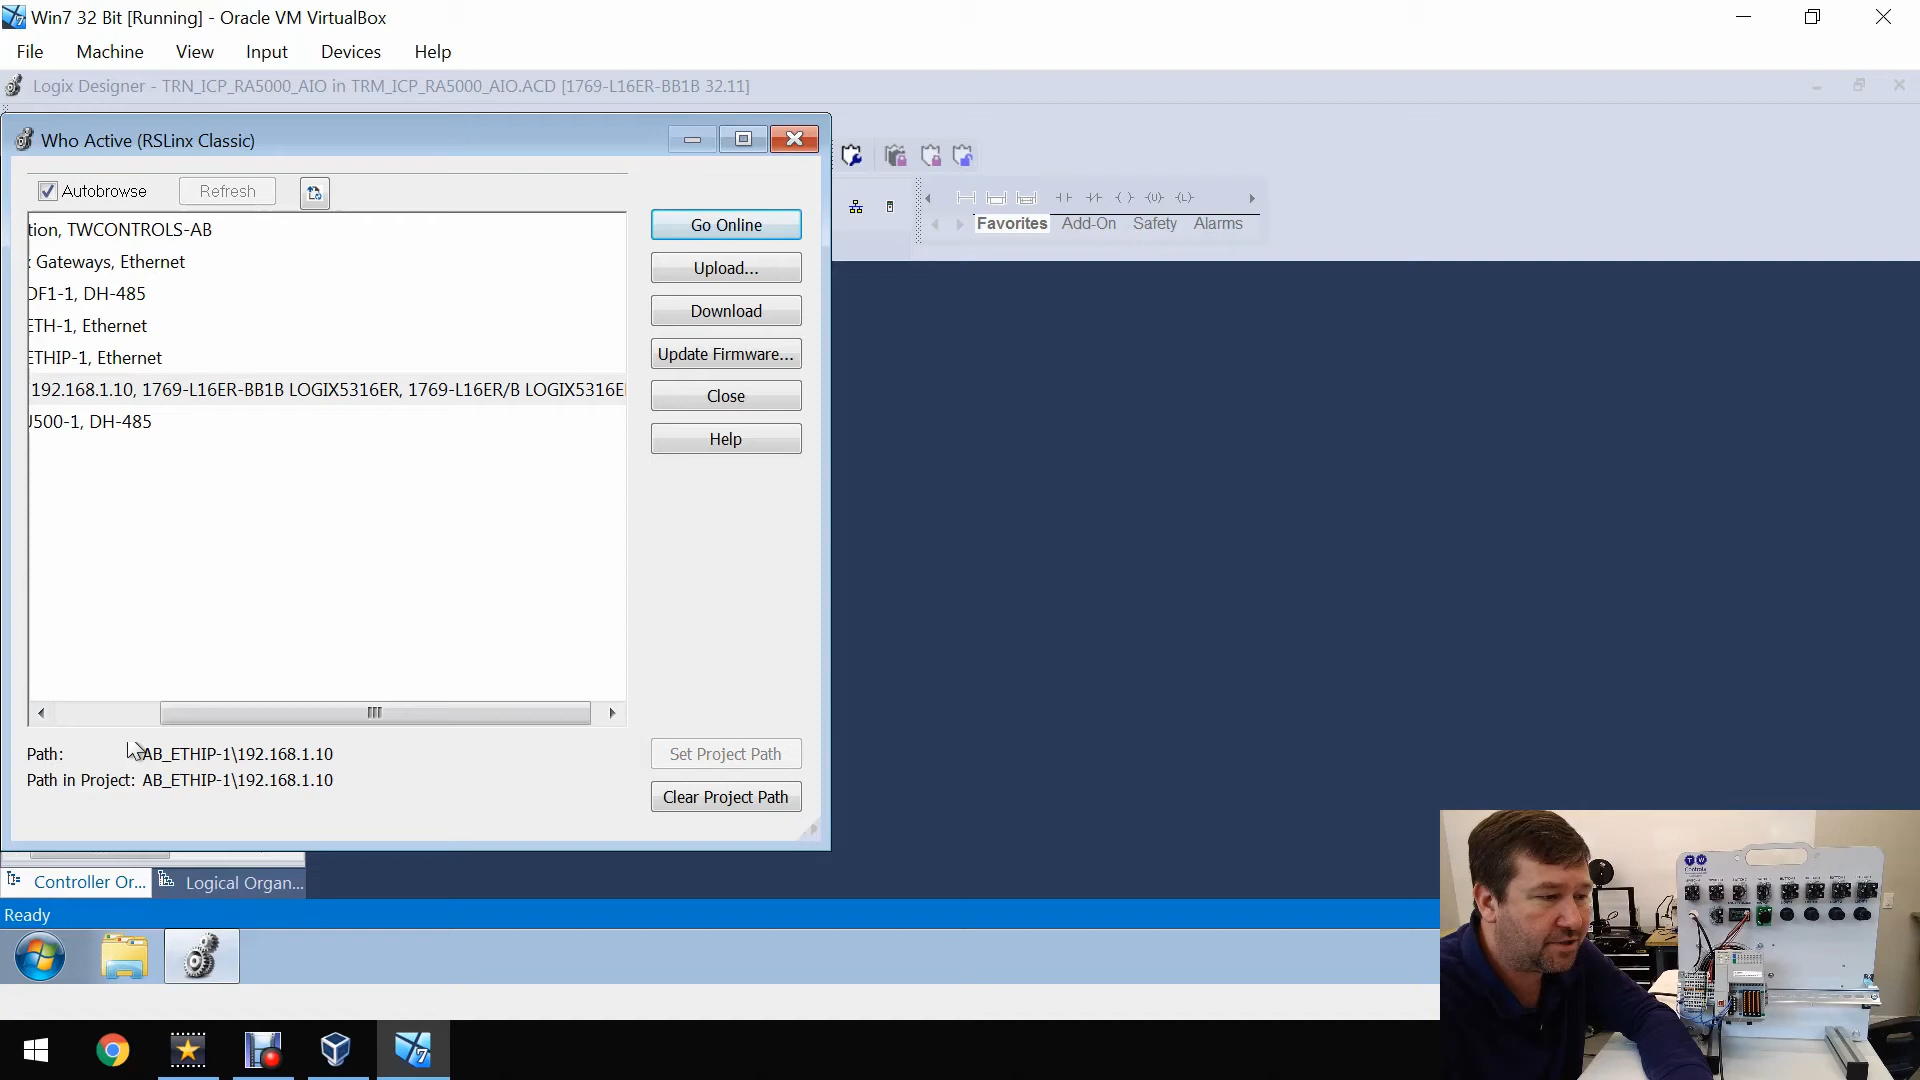 Win7 32 Bit [Running] - Oracle VM VirtualBox
File Machine View Input Devices Help
Logix Designer - TRN_ICP_RA5000_AIO in TRM_ICP_RA5000_AIO.ACD [1769-L16ER-BB1B 32.11]
Who Active (RSLinx Classic)
Autobrowse Refresh
tion, TWCONTROLS-AB
Gateways, Ethernet
DF1-1, DH-485
ETH-1, Ethernet
ETHIP-1, Ethernet
192.168.1.10, 1769-L16ER-BB1B LOGIX5316ER, 1769-L16ER/B LOGIX5316E
500-1, DH-485
Go Online
Upload...
Download
Update Firmware...
Close
Help
Favorites Add-On Safety Alarms
Path: AB_ETHIP-1\192.168.1.10
Path in Project: AB_ETHIP-1\192.168.1.10
Set Project Path
Clear Project Path
Controller Or... Logical Organ...
Ready
TW
Controls